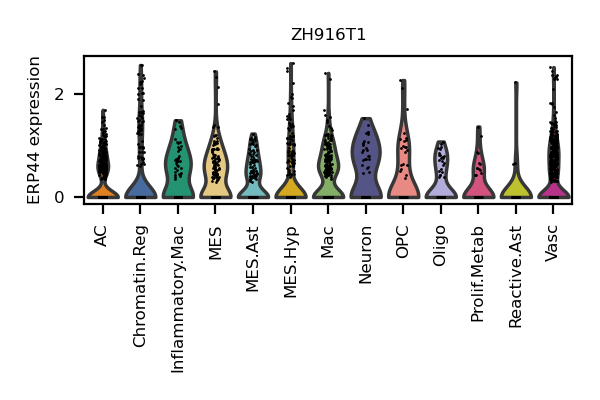 ZH916T1
ERP44 expression
2
0
AC
Chromatin.Reg
Inflammatory.Mac
MES
MES.Ast
MES.Hyp
Mac
Neuron
OPC
Oligo
Prolif.Metab
Reactive.Ast
Vasc